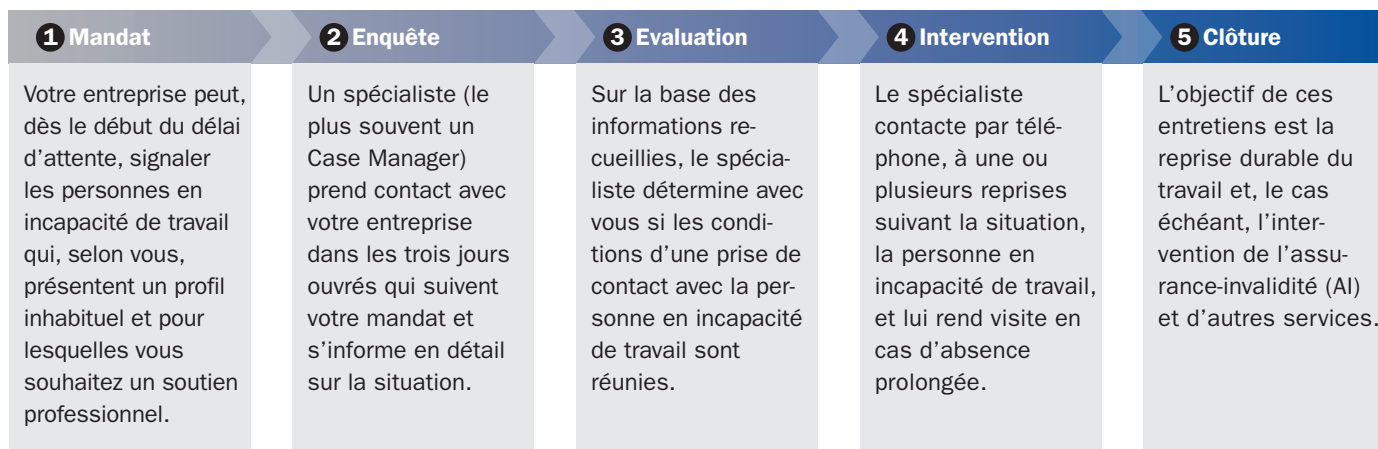 1 Mandat
Votre entreprise peut,
dès le début du délai
d'attente, signaler
les personnes en
incapacité de travail
qui, selon vous,
présentent un profil
inhabituel et pour
lesquelles vous
souhaitez un soutien
professionnel.
2 Enquête
Un spécialiste (le
plus souvent un
Case Manager)
prend contact avec
votre entreprise
dans les trois jours
ouvrés qui suivent
votre mandat et
s'informe en détail
sur la situation.
3 Evaluation
Sur la base des
informations re-
cueillies, le spécia-
liste détermine avec
vous si les condi-
tions d'une prise de
contact avec la per-
sonne en incapacité
de travail sont
réunies.
4 Intervention
Le spécialiste
contacte par télé-
phone, à une ou
plusieurs reprises
suivant la situation,
la personne en
incapacité de travail,
et lui rend visite en
cas d'absence
prolongée.
5 Clôture
L'objectif de ces
entretiens est la
reprise durable du
travail et, le cas
échéant, l'inter-
vention de l'assu-
rance-invalidité (AI)
et d'autres services.